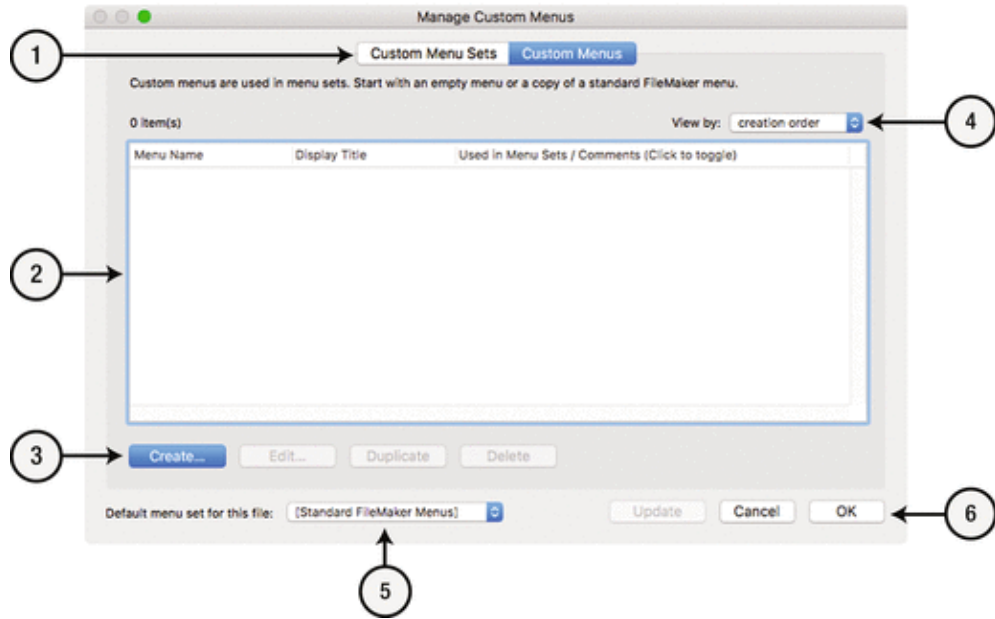 Manage Custom Menus
1
Custom Menu Sets Custom Menus
Custom menus are used in menu sets. Start with an empty menu or a copy of a standard FileMaker menu.
0 item(s) View by: creation order
4
Menu Name Display Title Used in Menu Sets / Comments (Click to toggle)
2
3
Create... Edit... Duplicate Delete
Default menu set for this file: [Standard FileMaker Menus] Update Cancel OK
6
5